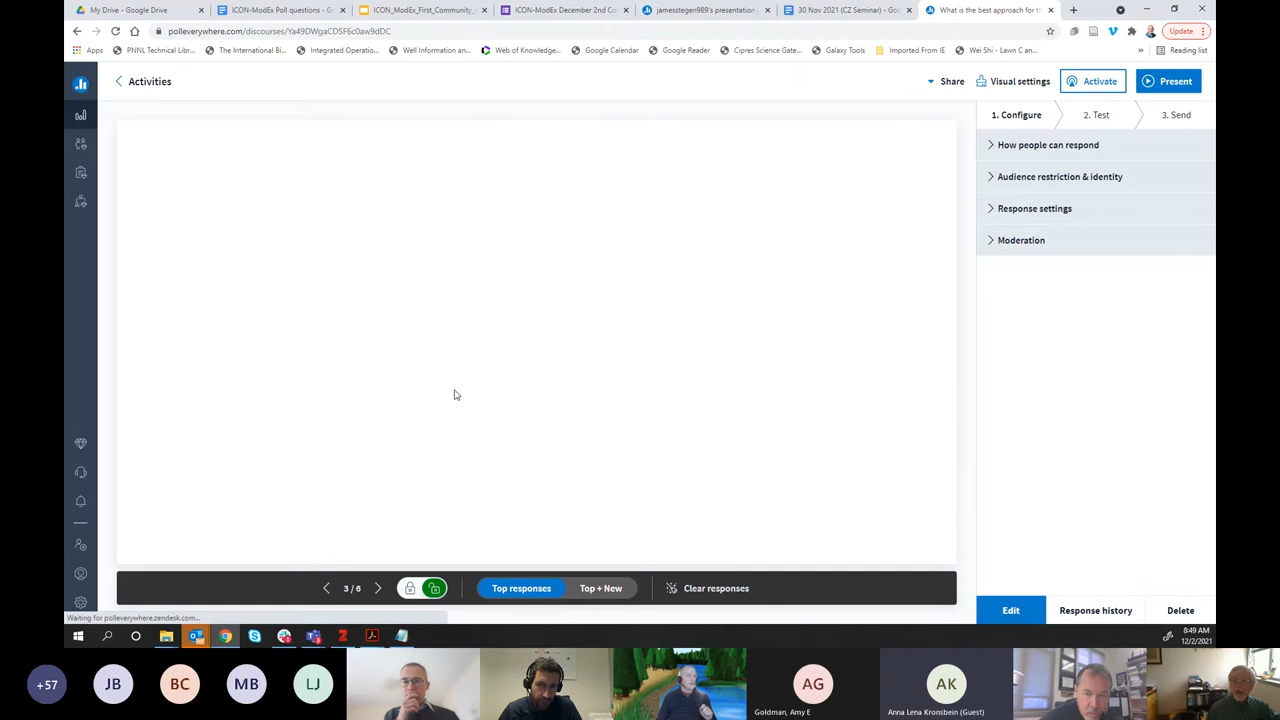 My Drive - Google Drive
ICON-ModEx Poll questions - G
ICON_ModEx_First_Community_
ICON-ModEx December 2nd Co
jamesstegen989's presentation
30 Nov 2021 (CZ Seminar) - Go
What is the best approach for th
polleverywhere.com/discourses/Ya49DWgaCDSF6c0aw9dDC
Update
Apps
PNNL Technical Libr...
The International Bi...
Integrated Operatio...
Well Information an...
Web of Knowledge...
Google Calendar
Google Reader
Cipres Science Gate...
Galaxy Tools
Imported From IE
Wei Shi - Lawn C an
»
Reading list
Activities
Share
Visual settings
Activate
Present
1. Configure
2. Test
3. Send
How people can respond
Audience restriction & identity
Response settings
Moderation
3 / 6
Top responses
Top + New
Clear responses
Waiting for polleverywhere.zendesk.com...
Edit
Response history
Delete
8:49 AM
12/2/2021
+57
JB
BC
MB
LJ
AG
Goldman, Amy E
AK
Anna Lena Kronsbein (Guest)